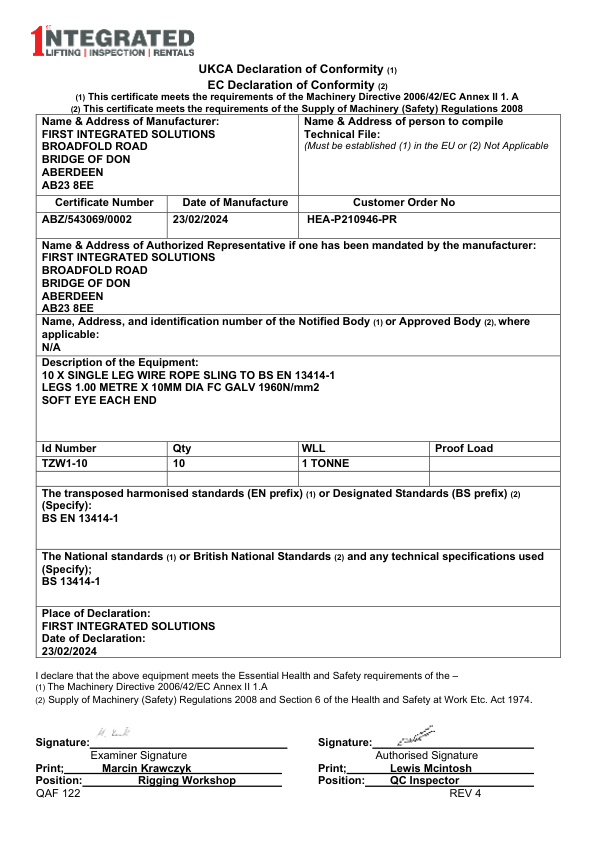 1ST INTEGRATED
LIFTING | INSPECTION | RENTALS
UKCA Declaration of Conformity (1)
EC Declaration of Conformity (2)
(1) This certificate meets the requirements of the Machinery Directive 2006/42/EC Annex II 1. A
(2) This certificate meets the requirements of the Supply of Machinery (Safety) Regulations 2008
Name & Address of Manufacturer:
FIRST INTEGRATED SOLUTIONS
BROADFOLD ROAD
BRIDGE OF DON
ABERDEEN
AB23 8EE
Name & Address of person to compile
Technical File:
(Must be established (1) in the EU or (2) Not Applicable
Certificate Number Date of Manufacture Customer Order No
ABZ/543069/0002 23/02/2024 HEA-P210946-PR
Name & Address of Authorized Representative if one has been mandated by the manufacturer:
FIRST INTEGRATED SOLUTIONS
BROADFOLD ROAD
BRIDGE OF DON
ABERDEEN
AB23 8EE
Name, Address, and identification number of the Notified Body (1) or Approved Body (2), where
applicable:
N/A
Description of the Equipment:
10 X SINGLE LEG WIRE ROPE SLING TO BS EN 13414-1
LEGS 1.00 METRE X 10MM DIA FC GALV 1960N/mm2
SOFT EYE EACH END
Id Number Qty WLL Proof Load
TZW1-10 10 1 TONNE
The transposed harmonised standards (EN prefix) (1) or Designated Standards (BS prefix) (2)
(Specify):
BS EN 13414-1
The National standards (1) or British National Standards (2) and any technical specifications used
(Specify);
BS 13414-1
Place of Declaration:
FIRST INTEGRATED SOLUTIONS
Date of Declaration:
23/02/2024
I declare that the above equipment meets the Essential Health and Safety requirements of the –
(1) The Machinery Directive 2006/42/EC Annex II 1.A
(2) Supply of Machinery (Safety) Regulations 2008 and Section 6 of the Health and Safety at Work Etc. Act 1974.
Signature: Signature:
Examiner Signature Authorised Signature
Print; Marcin Krawczyk Print; Lewis Mcintosh
Position: Rigging Workshop Position: QC Inspector
QAF 122 REV 4